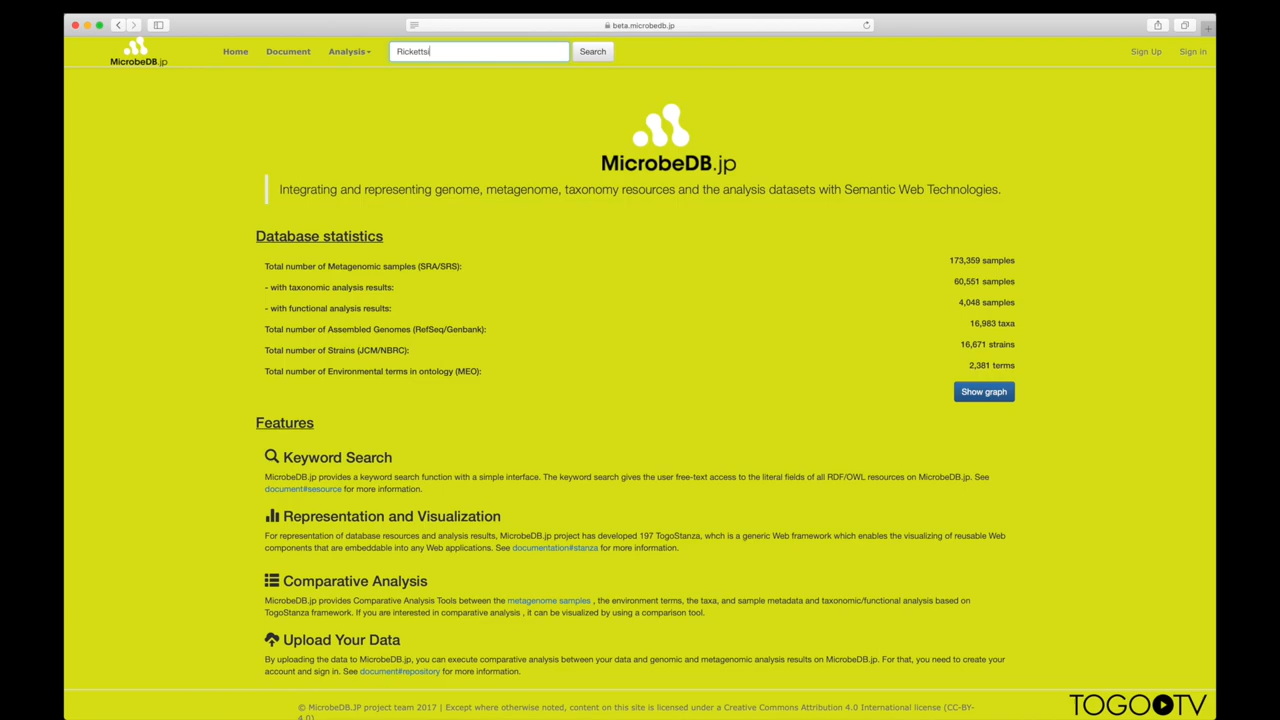 beta.microbedb.jp
MicrobeDB.jp
Home Document Analysis Rickettsi Search Sign Up Sign in
MicrobeDB.jp
Integrating and representing genome, metagenome, taxonomy resources and the analysis datasets with Semantic Web Technologies.
Database statistics
Total number of Metagenomic samples (SRA/SRS): 173,359 samples
- with taxonomic analysis results: 60,551 samples
- with functional analysis results: 4,048 samples
Total number of Assembled Genomes (RefSeq/Genbank): 16,983 taxa
Total number of Strains (JCM/NBRC): 16,671 strains
Total number of Environmental terms in ontology (MEO): 2,381 terms
Show graph
Features
Keyword Search
MicrobeDB.jp provides a keyword search function with a simple interface. The keyword search gives the user free-text access to the literal fields of all RDF/OWL resources on MicrobeDB.jp. See
document#sesource for more information.
Representation and Visualization
For representation of database resources and analysis results, MicrobeDB.jp project has developed 197 TogoStanza, whch is a generic Web framework which enables the visualizing of reusable Web
components that are embeddable into any Web applications. See documentation#stanza for more information.
Comparative Analysis
MicrobeDB.jp provides Comparative Analysis Tools between the metagenome samples , the environment terms, the taxa, and sample metadata and taxonomic/functional analysis based on
TogoStanza framework. If you are interested in comparative analysis , it can be visualized by using a comparison tool.
Upload Your Data
By uploading the data to MicrobeDB.jp, you can execute comparative analysis between your data and genomic and metagenomic analysis results on MicrobeDB.jp. For that, you need to create your
account and sign in. See document#repository for more information.
© MicrobeDB.JP project team 2017 | Except where otherwise noted, content on this site is licensed under a Creative Commons Attribution 4.0 International license (CC-BY-
4.0)
TOGOTV